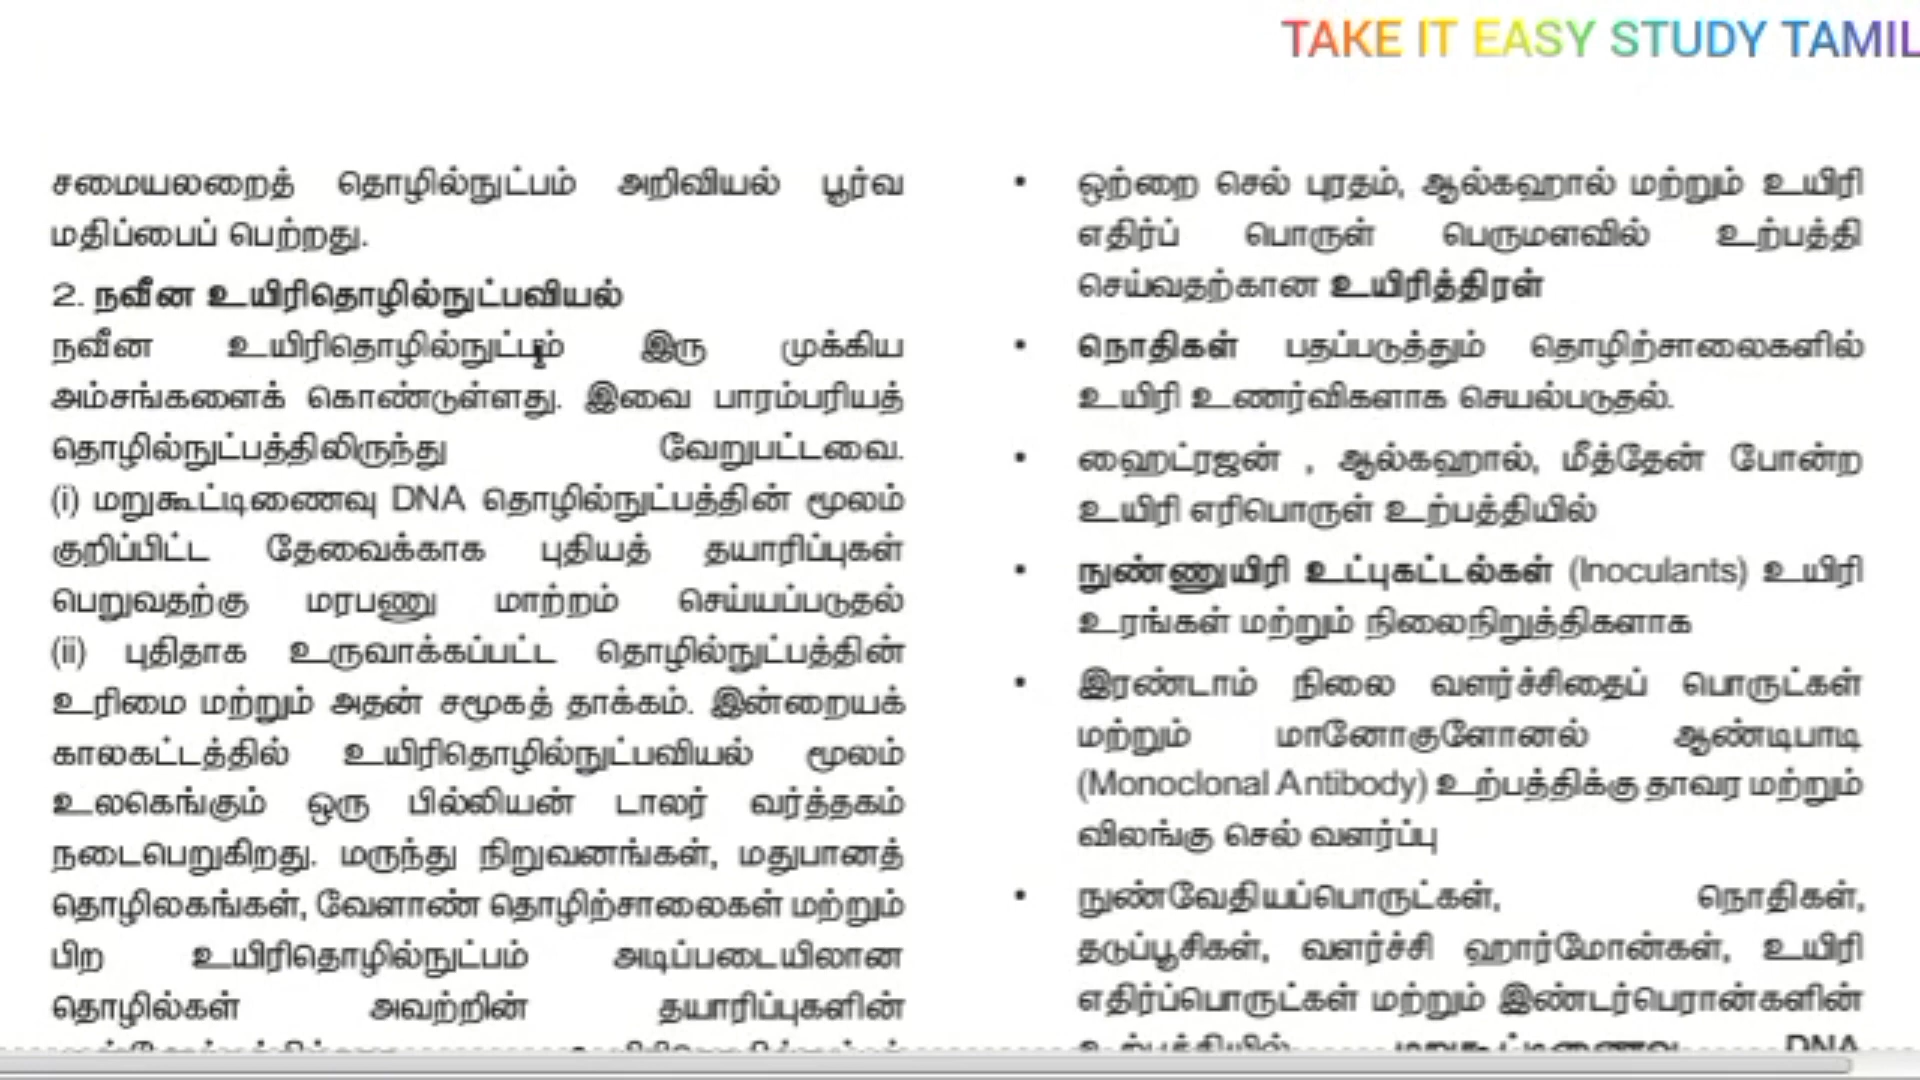 TAKE IT EASY STUDY TAMIL
சமையலறைத் தொழில்நுட்பம் அறிவியல் பூர்வ
மதிப்பைப் பெற்றது.
2. நவீன உயிரிதொழில்நுட்பவியல்
நவீன உயிரிதொழில்நுட்பம் இரு முக்கிய
அம்சங்களைக் கொண்டுள்ளது. இவை பாரம்பரியத்
தொழில்நுட்பத்திலிருந்து வேறுபட்டவை.
(i) மறுகூட்டிணைவு DNA தொழில்நுட்பத்தின் மூலம்
குறிப்பிட்ட தேவைக்காக புதியத் தயாரிப்புகள்
பெறுவதற்கு மரபணு மாற்றம் செய்யப்படுதல்
(ii) புதிதாக உருவாக்கப்பட்ட தொழில்நுட்பத்தின்
உரிமை மற்றும் அதன் சமூகத் தாக்கம். இன்றையக்
காலகட்டத்தில் உயிரிதொழில்நுட்பவியல் மூலம்
உலகெங்கும் ஒரு பில்லியன் டாலர் வர்த்தகம்
நடைபெறுகிறது. மருந்து நிறுவனங்கள், மதுபானத்
தொழிலகங்கள், வேளாண் தொழிற்சாலைகள் மற்றும்
பிற உயிரிதொழில்நுட்பம் அடிப்படையிலான
தொழில்கள் அவற்றின் தயாரிப்புகளின்
• ஒற்றை செல் புரதம், ஆல்கஹால் மற்றும் உயிரி
எதிர்ப் பொருள் பெருமளவில் உற்பத்தி
செய்வதற்கான உயிரித்திரள்
• நொதிகள் பதப்படுத்தும் தொழிற்சாலைகளில்
உயிரி உணர்விகளாக செயல்படுதல்.
• ஹைட்ரஜன் , ஆல்கஹால், மீத்தேன் போன்ற
உயிரி எரிபொருள் உற்பத்தியில்
• நுண்ணுயிரி உட்புகட்டல்கள் (Inoculants) உயிரி
உரங்கள் மற்றும் நிலைநிறுத்திகளாக
• இரண்டாம் நிலை வளர்ச்சிதைப் பொருட்கள்
மற்றும் மானோகுளோனல் ஆண்டிபாடி
(Monoclonal Antibody) உற்பத்திக்கு தாவர மற்றும்
விலங்கு செல் வளர்ப்பு
• நுண்வேதியப்பொருட்கள், நொதிகள்,
தடுப்பூசிகள், வளர்ச்சி ஹார்மோன்கள், உயிரி
எதிர்ப்பொருட்கள் மற்றும் இண்டர்பெரான்களின்
உற்பத்தியில் மறுகூட்டிணைவு DNA